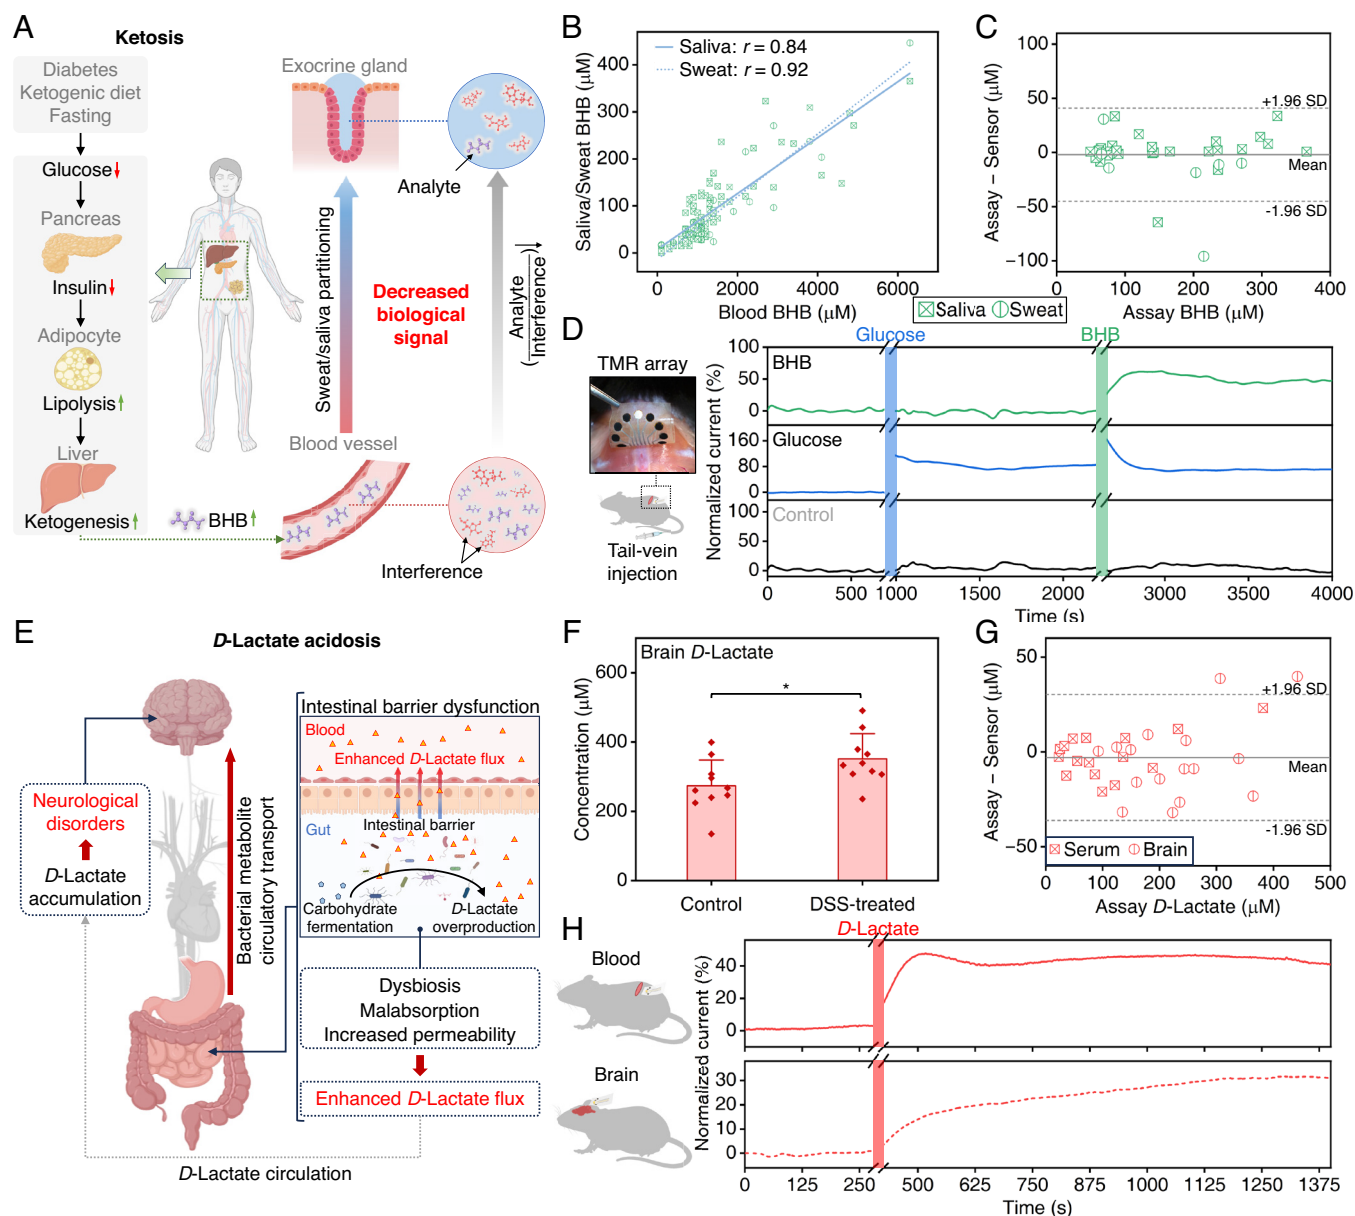 A
Ketosis
Diabetes
Ketogenic diet
Fasting
Glucose↓
Pancreas
Insulin↓
Adipocyte
Lipolysis↑
Liver
Ketogenesis↑
BHB↑
Exocrine gland
Analyte
Sweat/saliva partitioning
Decreased
biological
signal
(Analyte
Interference)
Blood vessel
Interference
B
Saliva: r = 0.84
Sweat: r = 0.92
Saliva/Sweat BHB (μM)
400
300
200
100
0
0 2000 4000 6000
Blood BHB (μM)
C
Assay − Sensor (μM)
100
50
0
−50
−100
+1.96 SD
Mean
-1.96 SD
0 100 200 300 400
Assay BHB (μM)
Saliva Sweat
D
TMR array
Tail-vein
injection
Glucose
BHB
Normalized current (%)
BHB
100
50
0
Glucose
160
80
0
Control
100
50
0
0 500 1000 2000 3000 4000
Time (s)
E
D-Lactate acidosis
Neurological
disorders
D-Lactate
accumulation
Bacterial metabolite
circulatory transport
Intestinal barrier dysfunction
Blood
Enhanced D-Lactate flux
Intestinal barrier
Gut
Carbohydrate
fermentation
D-Lactate
overproduction
Dysbiosis
Malabsorption
Increased permeability
Enhanced D-Lactate flux
D-Lactate circulation
F
Brain D-Lactate
*
Concentration (μM)
600
400
200
0
Control DSS-treated
G
Assay − Sensor (μM)
50
0
−50
+1.96 SD
Mean
-1.96 SD
Serum Brain
0 100 200 300 400 500
Assay D-Lactate (μM)
H
D-Lactate
Blood
Brain
Normalized current (%)
40
20
0
30
20
10
0
0 125 250 500 625 750 875 1000 1125 1250 1375
Time (s)